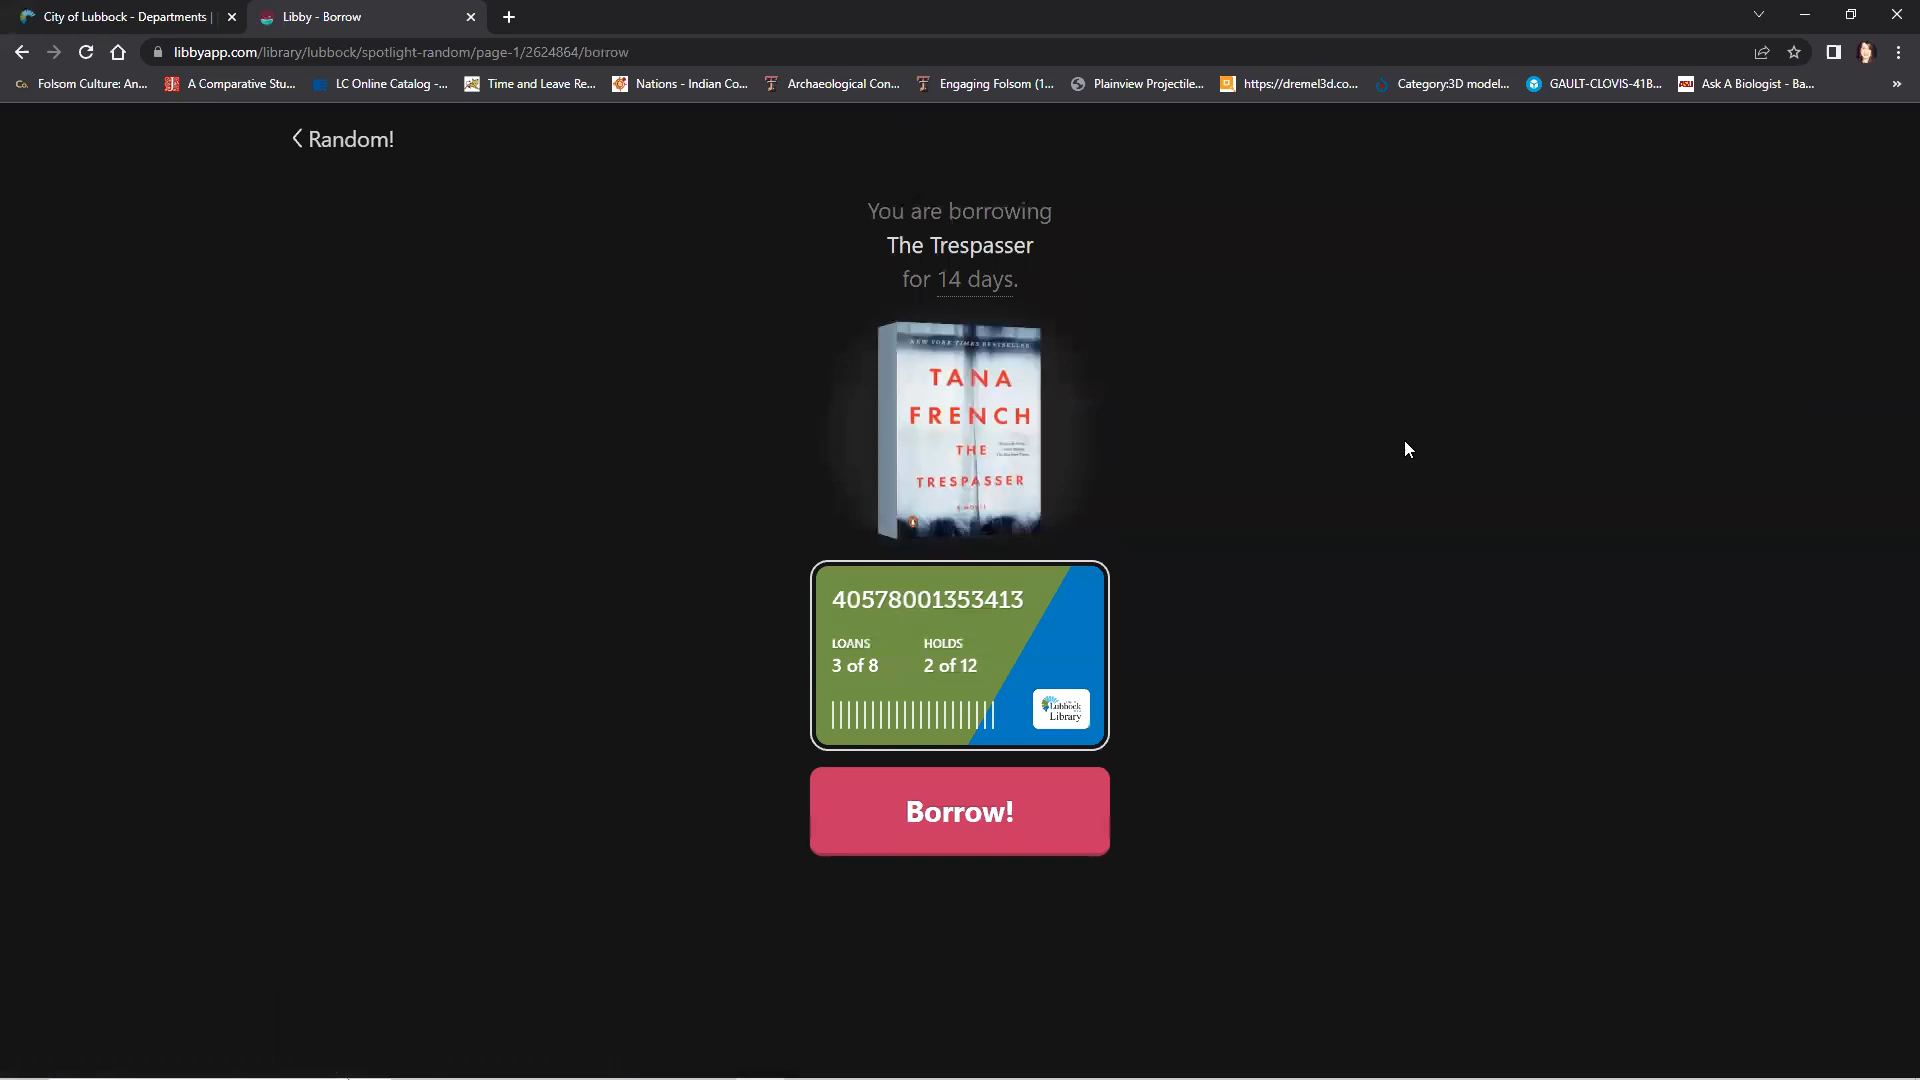 City of Lubbock - Departments |
Libby - Borrow
libbyapp.com/library/lubbock/spotlight-random/page-1/2624864/borrow
Folsom Culture: An...
A Comparative Stu...
LC Online Catalog -...
Time and Leave Re...
Nations - Indian Co...
Archaeological Con...
Engaging Folsom (1...
Plainview Projectile...
https://dremel3d.co...
Category:3D model...
GAULT-CLOVIS-41B...
Ask A Biologist - Ba...
Random!
You are borrowing
The Trespasser
for 14 days.
NEW YORK TIMES BESTSELLER
TANA
FRENCH
THE
TRESPASSER
A NOVEL
40578001353413
LOANS HOLDS
3 of 8 2 of 12
Lubbock
Library
Borrow!